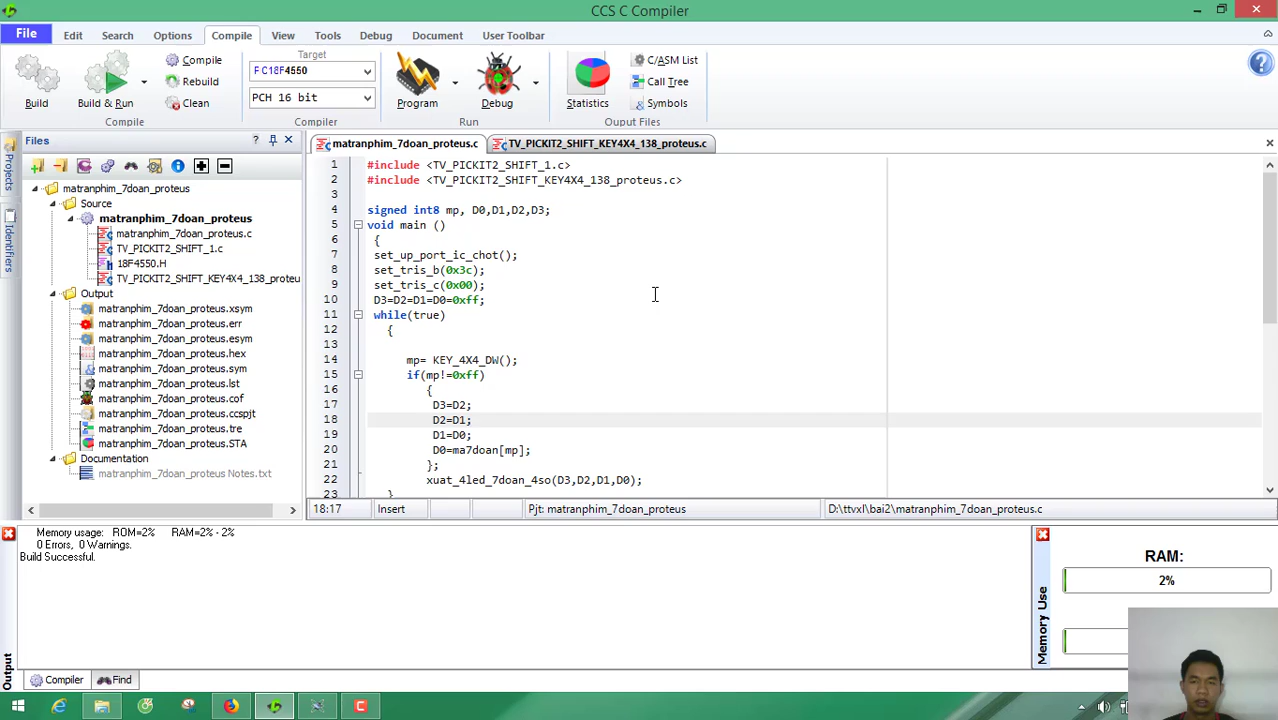 CCS C Compiler
File Edit Search Options Compile View Tools Debug Document User Toolbar
Build
Build & Run
Compile
Rebuild
Clean
Compile
Target
PIC18F4550
PCH 16 bit
Compiler
Program
Debug
Run
Statistics
C/ASM List
Call Tree
Symbols
Ouput Files
Projects
Identifiers
Files
matranphim_7doan_proteus
Source
matranphim_7doan_proteus
matranphim_7doan_proteus.c
TV_PICKIT2_SHIFT_1.c
18F4550.H
TV_PICKIT2_SHIFT_KEY4X4_138_proteus
Output
matranphim_7doan_proteus.xsym
matranphim_7doan_proteus.err
matranphim_7doan_proteus.esym
matranphim_7doan_proteus.hex
matranphim_7doan_proteus.sym
matranphim_7doan_proteus.lst
matranphim_7doan_proteus.cof
matranphim_7doan_proteus.ccspjt
matranphim_7doan_proteus.tre
matranphim_7doan_proteus.STA
Documentation
matranphim_7doan_proteus Notes.txt
matranphim_7doan_proteus.c TV_PICKIT2_SHIFT_KEY4X4_138_proteus.c
1 #include <TV_PICKIT2_SHIFT_1.c>
2 #include <TV_PICKIT2_SHIFT_KEY4X4_138_proteus.c>
3
4 signed int8 mp, D0,D1,D2,D3;
5 void main ()
6 {
7 set_up_port_ic_chot();
8 set_tris_b(0x3c);
9 set_tris_c(0x00);
10 D3=D2=D1=D0=0xff;
11 while(true)
12 {
13
14 mp= KEY_4X4_DW();
15 if(mp!=0xff)
16 {
17 D3=D2;
18 D2=D1;
19 D1=D0;
20 D0=ma7doan[mp];
21 };
22 xuat_4led_7doan_4so(D3,D2,D1,D0);
23 }
18:17 Insert Pjt: matranphim_7doan_proteus D:\ttvxl\bai2\matranphim_7doan_proteus.c
Output
Memory usage: ROM=2% RAM=2% - 2%
0 Errors, 0 Warnings.
Build Successful.
Compiler Find
Memory Use
RAM:
2%